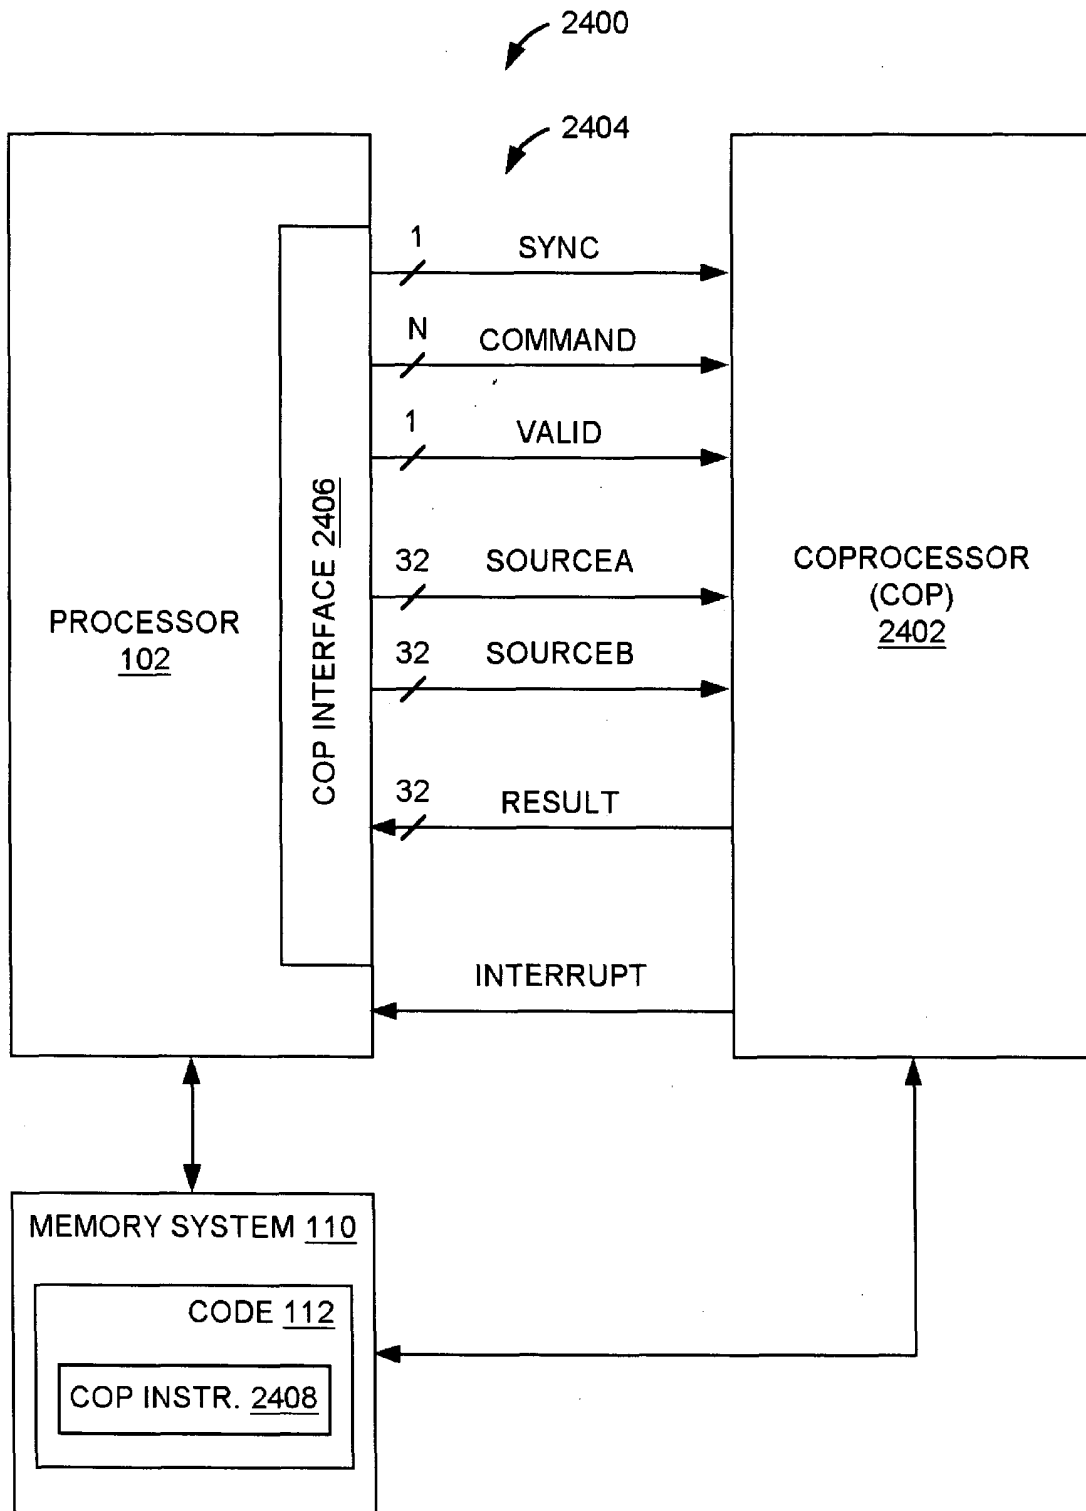 2400
2404
1
SYNC
N
COMMAND
1
VALID
32
SOURCEA
32
SOURCEB
32
RESULT
INTERRUPT
PROCESSOR
102
COP INTERFACE 2406
COPROCESSOR
(COP)
2402
MEMORY SYSTEM 110
CODE 112
COP INSTR. 2408